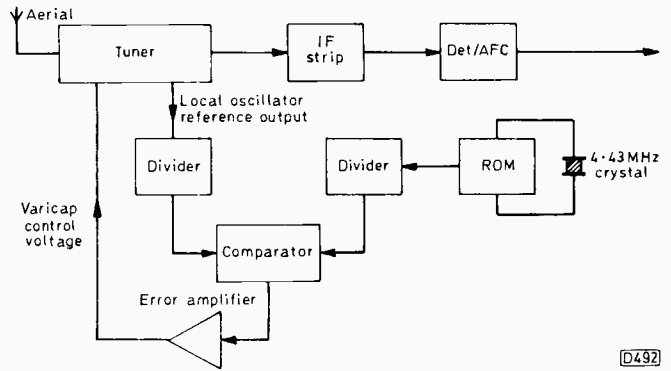 Aerial
Tuner
IF
strip
Det/AFC
Local oscillator
reference output
Divider
Divider
ROM
4·43MHz
crystal
Varicap
control
voltage
Comparator
Error amplifier
D492